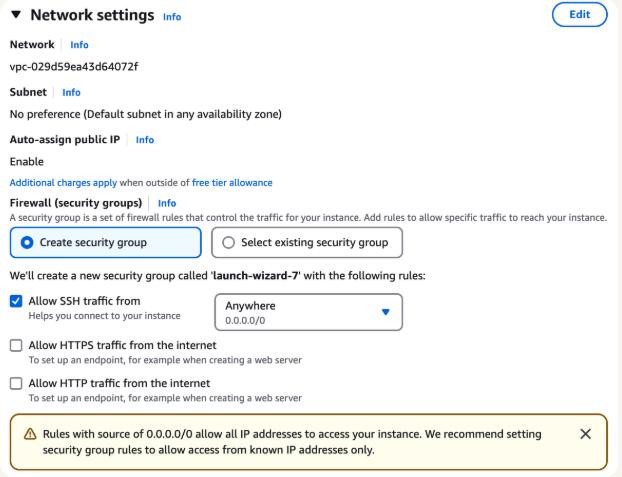 Network settings Info
Edit
Network Info
vpc-029d59ea43d64072f
Subnet Info
No preference (Default subnet in any availability zone)
Auto-assign public IP Info
Enable
Additional charges apply when outside of free tier allowance
Firewall (security groups) Info
A security group is a set of firewall rules that control the traffic for your instance. Add rules to allow specific traffic to reach your instance.
Create security group
Select existing security group
We'll create a new security group called 'launch-wizard-7' with the following rules:
Allow SSH traffic from
Helps you connect to your instance
Anywhere
0.0.0.0/0
Allow HTTPS traffic from the internet
To set up an endpoint, for example when creating a web server
Allow HTTP traffic from the internet
To set up an endpoint, for example when creating a web server
Rules with source of 0.0.0.0/0 allow all IP addresses to access your instance. We recommend setting
security group rules to allow access from known IP addresses only.